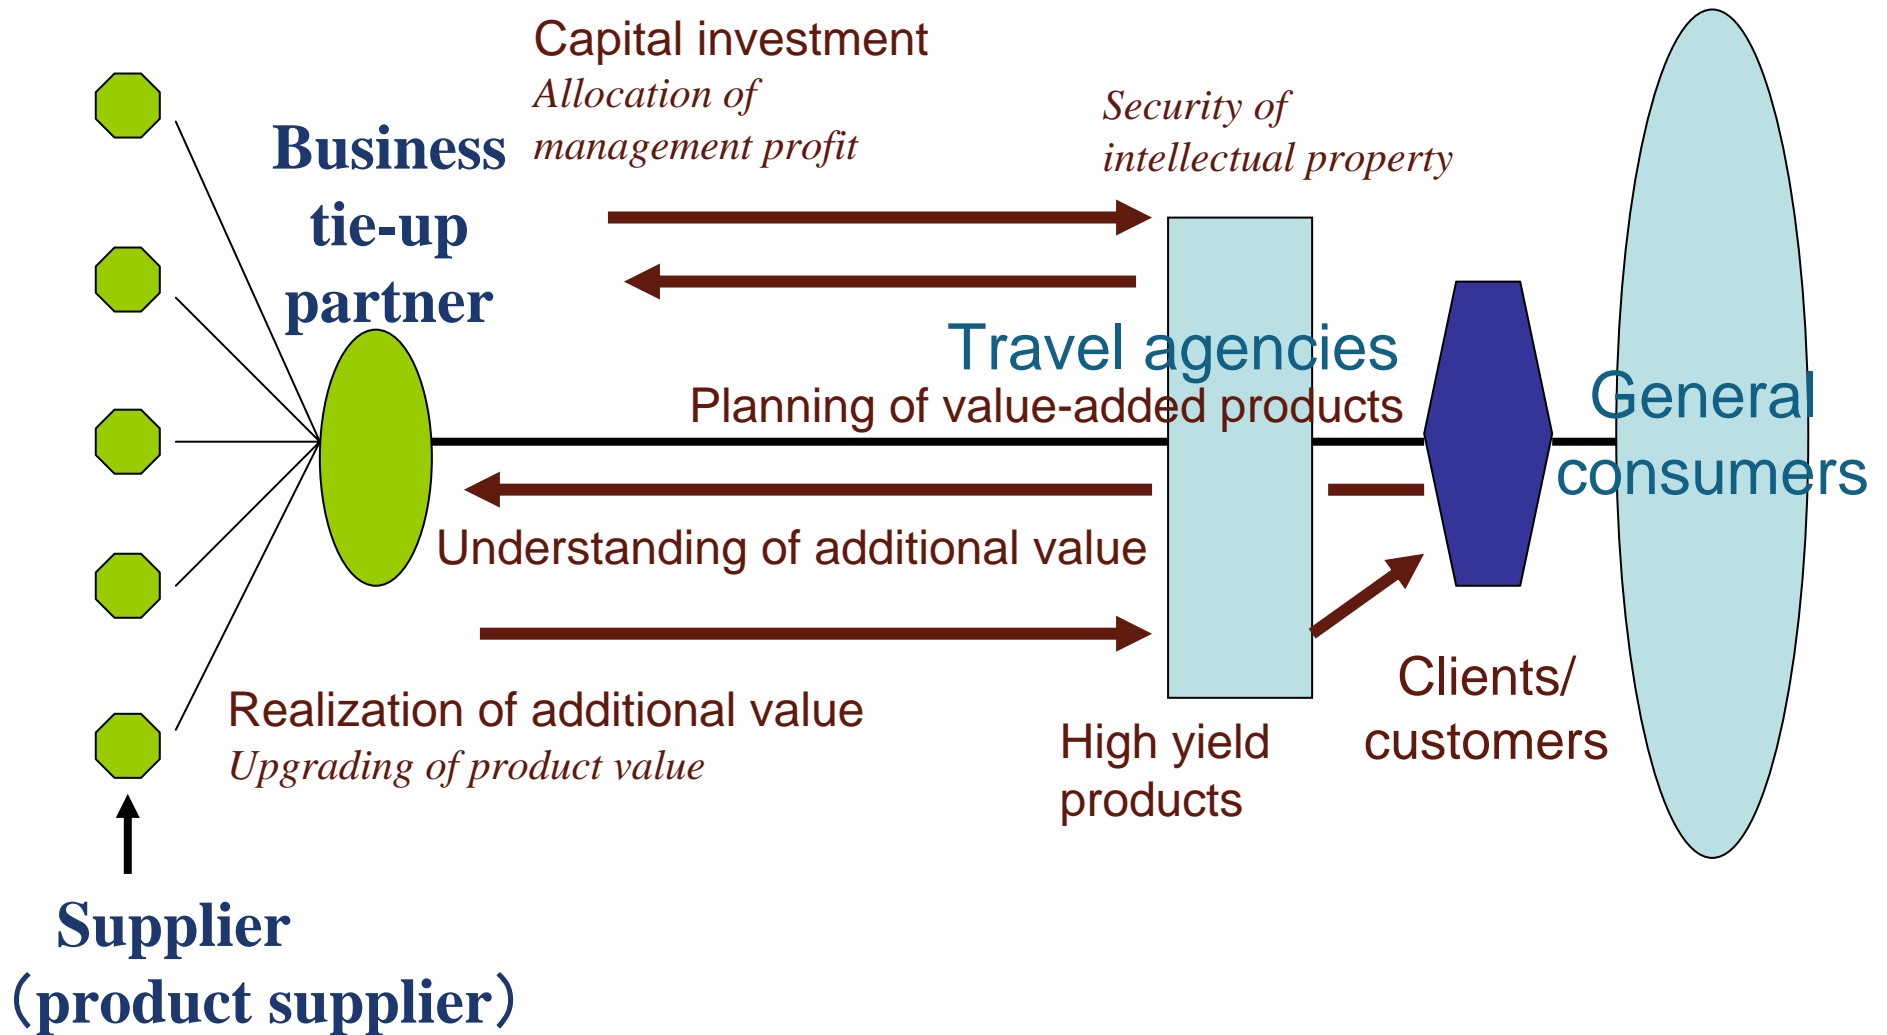 Capital investment
Allocation of
management profit
Security of
intellectual property
Business
tie-up
partner
Travel agencies
Planning of value-added products
General
consumers
Understanding of additional value
Realization of additional value
Upgrading of product value
High yield
products
Clients/
customers
Supplier
（product supplier）